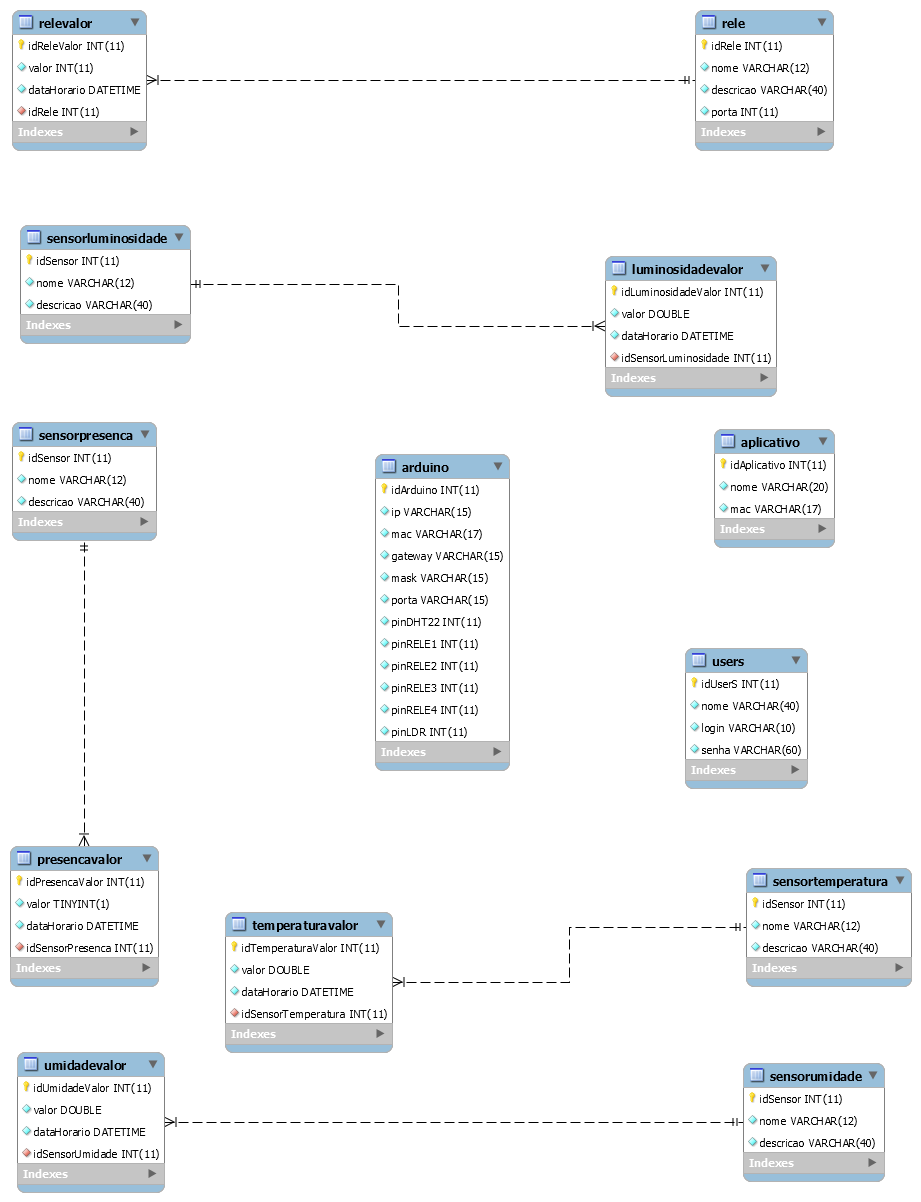 relevalor
idReleValor INT(11)
valor INT(11)
dataHorario DATETIME
idRele INT(11)
Indexes
rele
idRele INT(11)
nome VARCHAR(12)
descricao VARCHAR(40)
porta INT(11)
Indexes
sensorluminosidade
idSensor INT(11)
nome VARCHAR(12)
descricao VARCHAR(40)
Indexes
luminosidadevalor
idLuminosidadeValor INT(11)
valor DOUBLE
dataHorario DATETIME
idSensorLuminosidade INT(11)
Indexes
sensorpresenca
idSensor INT(11)
nome VARCHAR(12)
descricao VARCHAR(40)
Indexes
arduino
idArduino INT(11)
ip VARCHAR(15)
mac VARCHAR(17)
gateway VARCHAR(15)
mask VARCHAR(15)
porta VARCHAR(15)
pinDHT22 INT(11)
pinRELE1 INT(11)
pinRELE2 INT(11)
pinRELE3 INT(11)
pinRELE4 INT(11)
pinLDR INT(11)
Indexes
aplicativo
idAplicativo INT(11)
nome VARCHAR(20)
mac VARCHAR(17)
Indexes
users
idUserS INT(11)
nome VARCHAR(40)
login VARCHAR(10)
senha VARCHAR(60)
Indexes
presencavalor
idPresencaValor INT(11)
valor TINYINT(1)
dataHorario DATETIME
idSensorPresenca INT(11)
Indexes
temperaturavalor
idTemperaturaValor INT(11)
valor DOUBLE
dataHorario DATETIME
idSensorTemperatura INT(11)
Indexes
sensortemperatura
idSensor INT(11)
nome VARCHAR(12)
descricao VARCHAR(40)
Indexes
umidadevalor
idUmidadeValor INT(11)
valor DOUBLE
dataHorario DATETIME
idSensorUmidade INT(11)
Indexes
sensorumidade
idSensor INT(11)
nome VARCHAR(12)
descricao VARCHAR(40)
Indexes